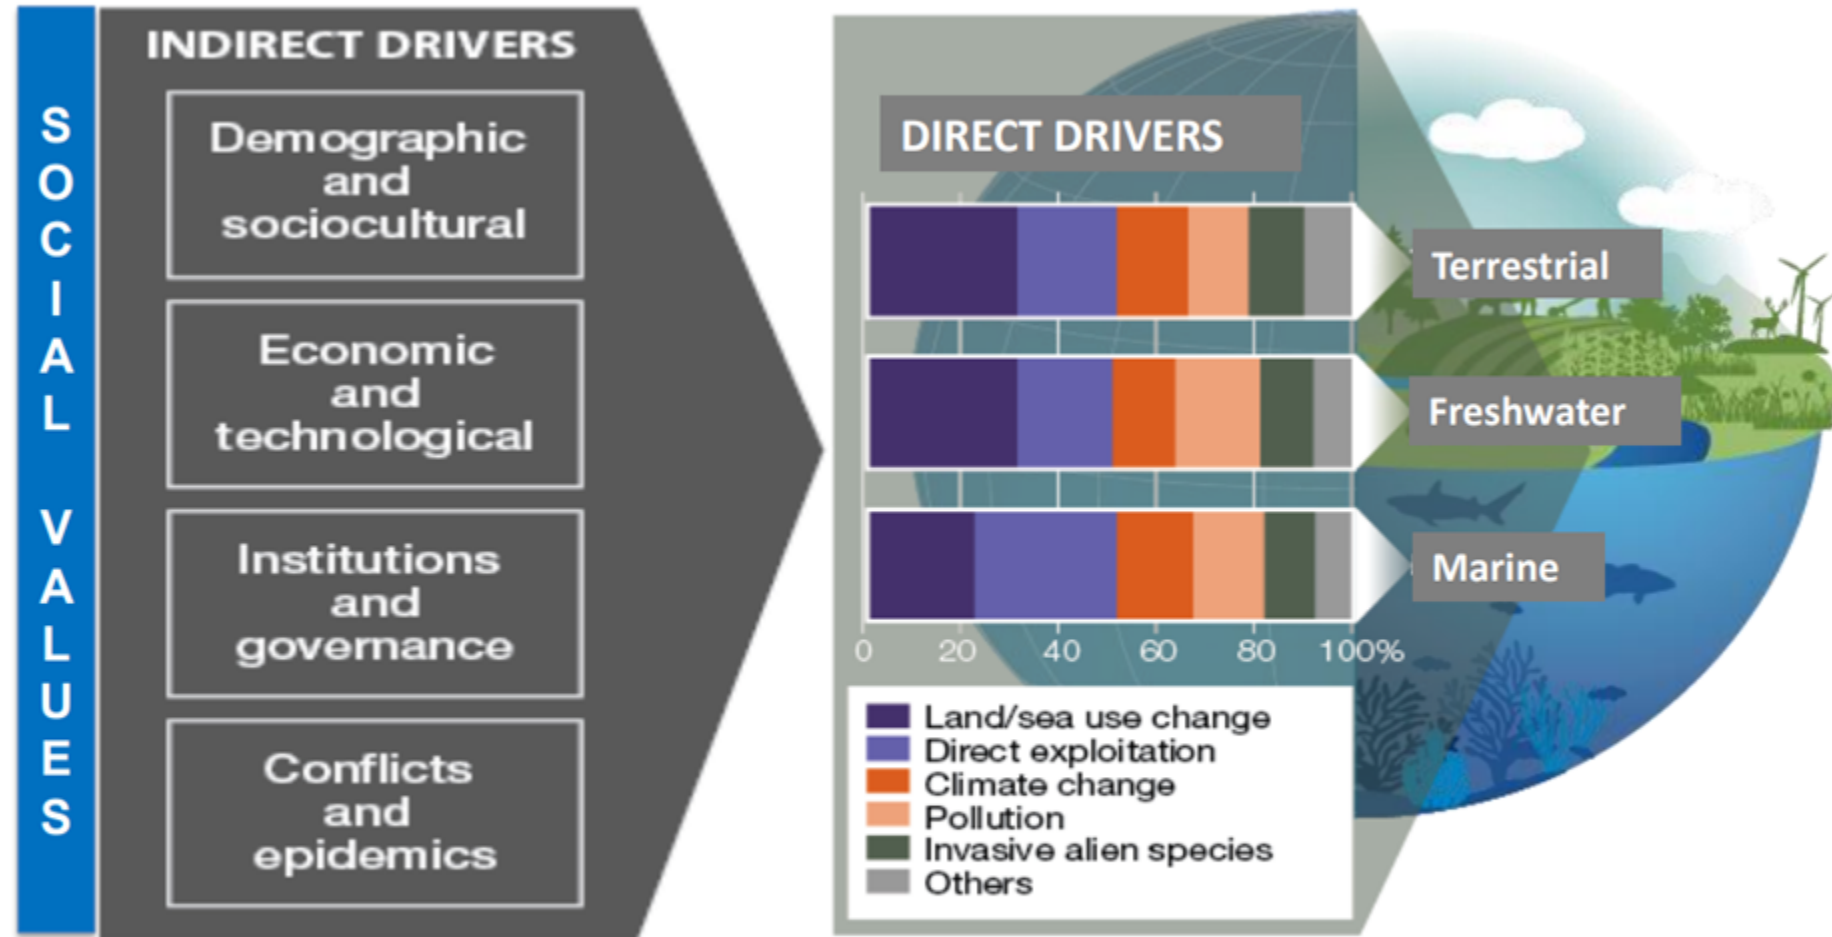 SOCIAL VALUES
INDIRECT DRIVERS
Demographic
and
sociocultural
Economic
and
technological
Institutions
and
governance
Conflicts
and
epidemics
DIRECT DRIVERS
Terrestrial
Freshwater
Marine
0 20 40 60 80 100%
Land/sea use change
Direct exploitation
Climate change
Pollution
Invasive alien species
Others